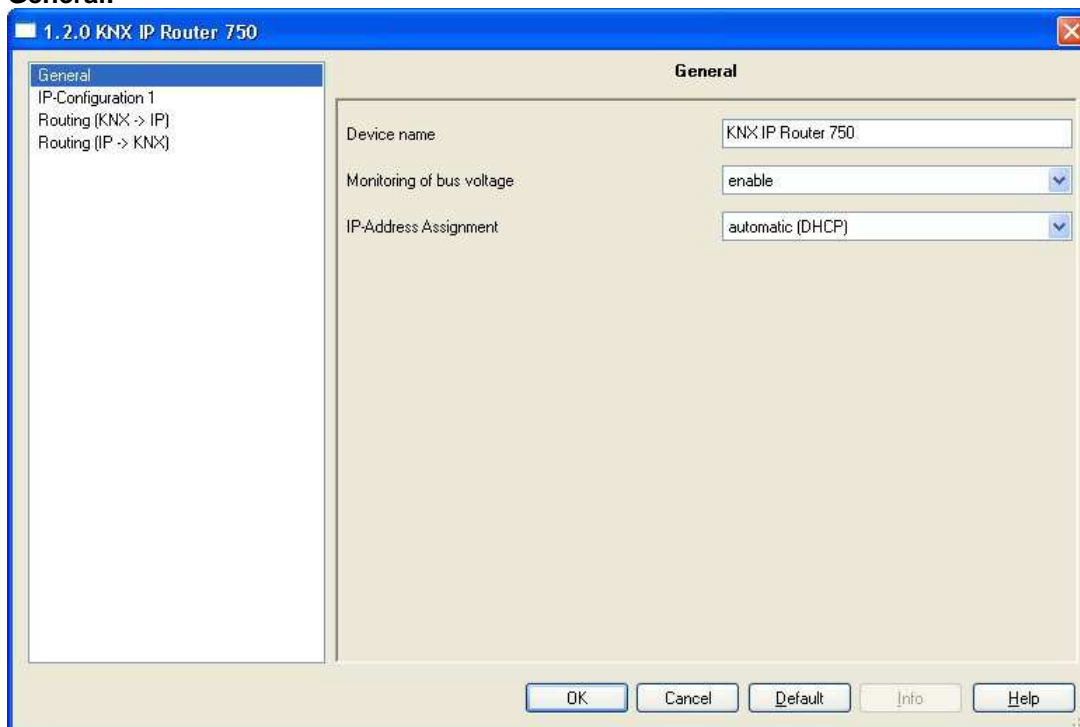 General:
1.2.0 KNX IP Router 750
General
IP-Configuration 1
Routing (KNX -> IP)
Routing (IP -> KNX)
General
Device name
KNX IP Router 750
Monitoring of bus voltage
enable
IP-Address Assignment
automatic (DHCP)
OK
Cancel
Default
Info
Help